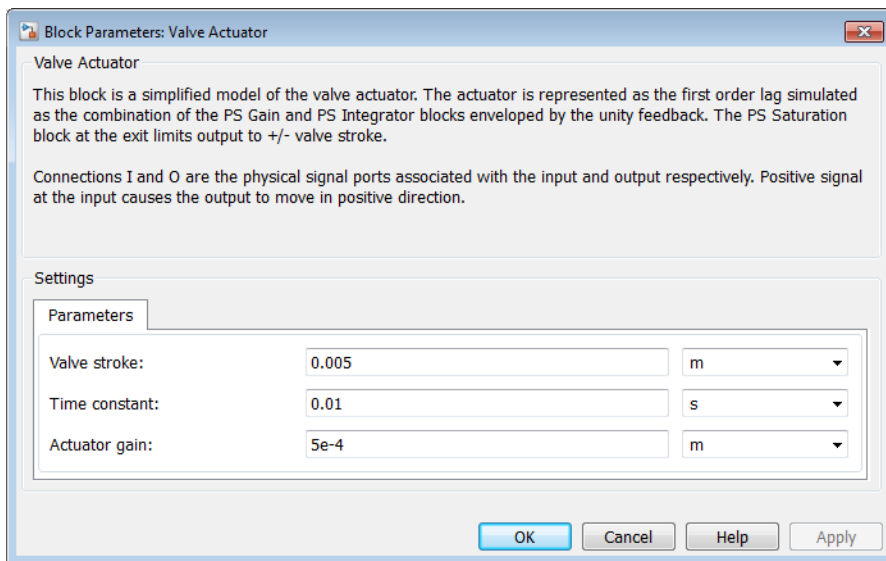 Block Parameters: Valve Actuator
Valve Actuator
This block is a simplified model of the valve actuator. The actuator is represented as the first order lag simulated
as the combination of the PS Gain and PS Integrator blocks enveloped by the unity feedback. The PS Saturation
block at the exit limits output to +/- valve stroke.
Connections I and O are the physical signal ports associated with the input and output respectively. Positive signal
at the input causes the output to move in positive direction.
Settings
Parameters
Valve stroke: 0.005 m
Time constant: 0.01 s
Actuator gain: 5e-4 m
OK Cancel Help Apply